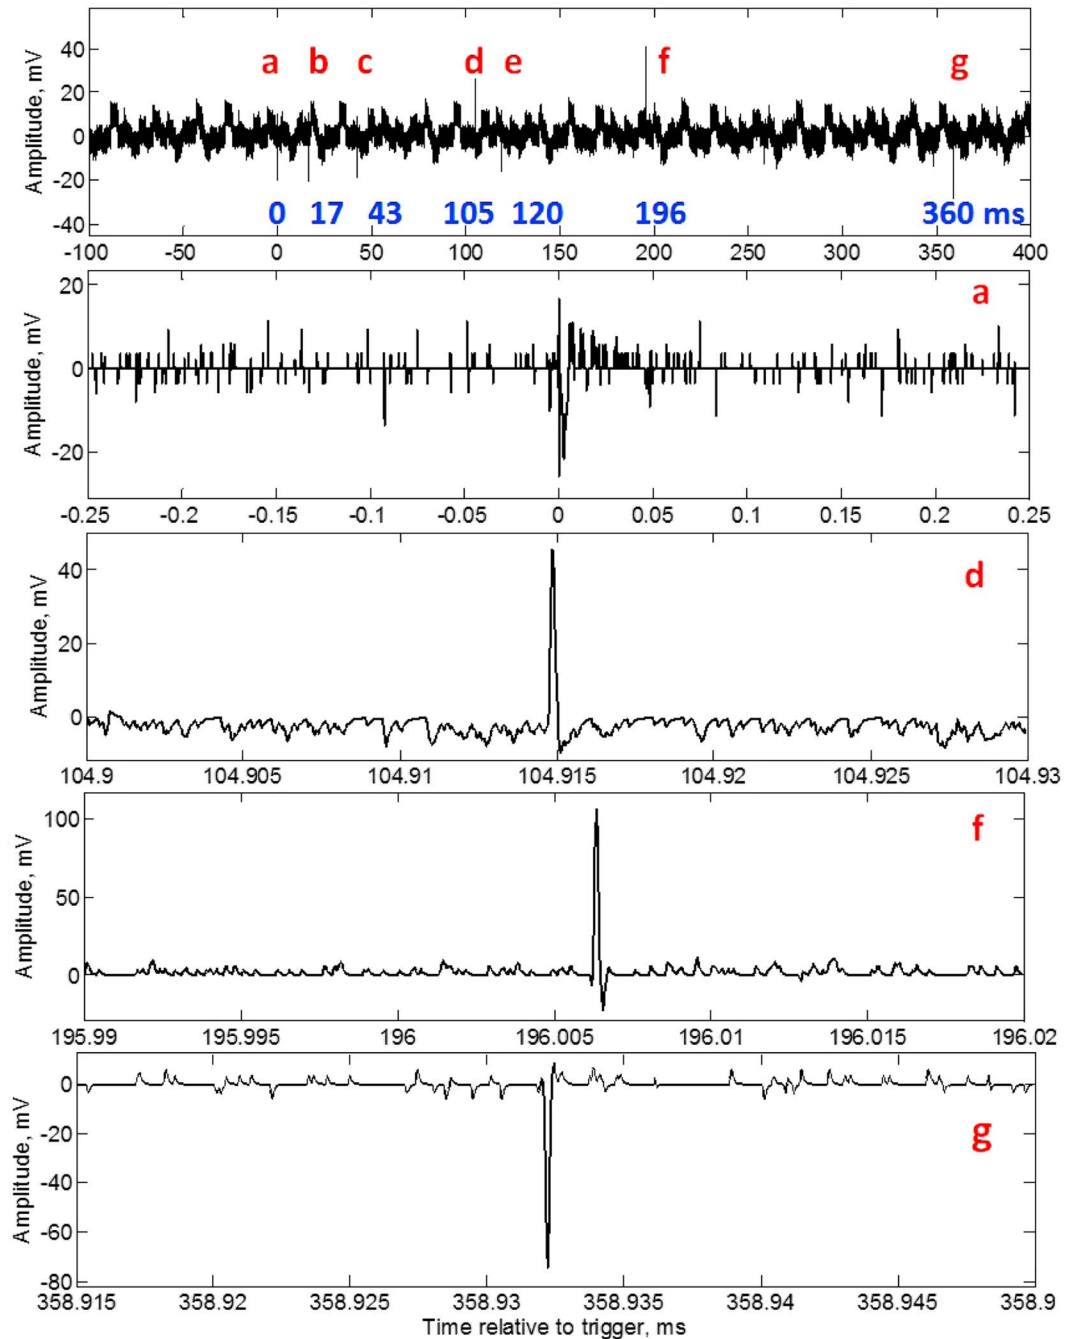 Amplitude, mV
40
20
0
-20
-40
a b c d e f g
0 17 43 105 120 196 360 ms
-100 -50 0 50 100 150 200 250 300 350 400
Amplitude, mV
20
0
-20
a
-0.25 -0.2 -0.15 -0.1 -0.05 0 0.05 0.1 0.15 0.2 0.25
Amplitude, mV
40
20
0
d
104.9 104.905 104.91 104.915 104.92 104.925 104.93
Amplitude, mV
100
50
0
f
195.99 195.995 196 196.005 196.01 196.015 196.02
Amplitude, mV
0
-20
-40
-60
-80
g
358.915 358.92 358.925 358.93 358.935 358.94 358.945 358.9
Time relative to trigger, ms